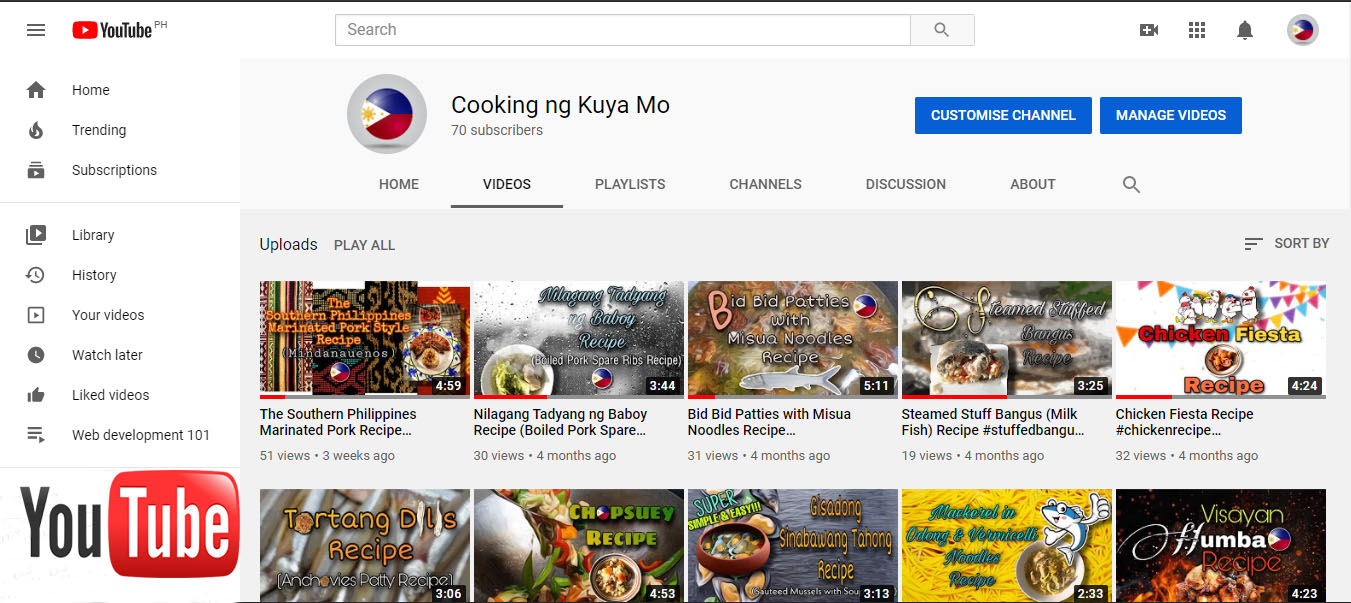 YouTube PH
Search
Home
Trending
Subscriptions
Library
History
Your videos
Watch later
Liked videos
Web development 101
You Tube
Cooking ng Kuya Mo
70 subscribers
CUSTOMISE CHANNEL
MANAGE VIDEOS
HOME
VIDEOS
PLAYLISTS
CHANNELS
DISCUSSION
ABOUT
Uploads
PLAY ALL
SORT BY
The
Southern Philippines
Marinated Pork Style
Recipe
(Mindanaueños)
4:59
The Southern Philippines
Marinated Pork Recipe…
51 views • 3 weeks ago
Nilagang Tadyang
ng Baboy
Recipe
(Boiled Pork Spare Ribs Recipe)
3:44
Nilagang Tadyang ng Baboy
Recipe (Boiled Pork Spare…
30 views • 4 months ago
Bid Bid Patties
with
Misua Noodles
Recipe
5:11
Bid Bid Patties with Misua
Noodles Recipe…
31 views • 4 months ago
Steamed Stuffed
Bangus
Recipe
3:25
Steamed Stuff Bangus (Milk
Fish) Recipe #stuffedbangu…
19 views • 4 months ago
Chicken Fiesta
Recipe
4:24
Chicken Fiesta Recipe
#chickenrecipe…
32 views • 4 months ago
Tortang Dilis
Recipe
(Anchovies Patty Recipe)
3:06
CHOPSUEY
RECIPE
4:53
SUPER
SIMPLE & EASY!!!
Gisadong
Sinabawang Tahong
Recipe
(Sauteed Mussels with Sou
3:13
Mackerel in
Odong & Vermicelli
Noodles
Recipe
2:33
Visayan
Humba
Recipe
4:23